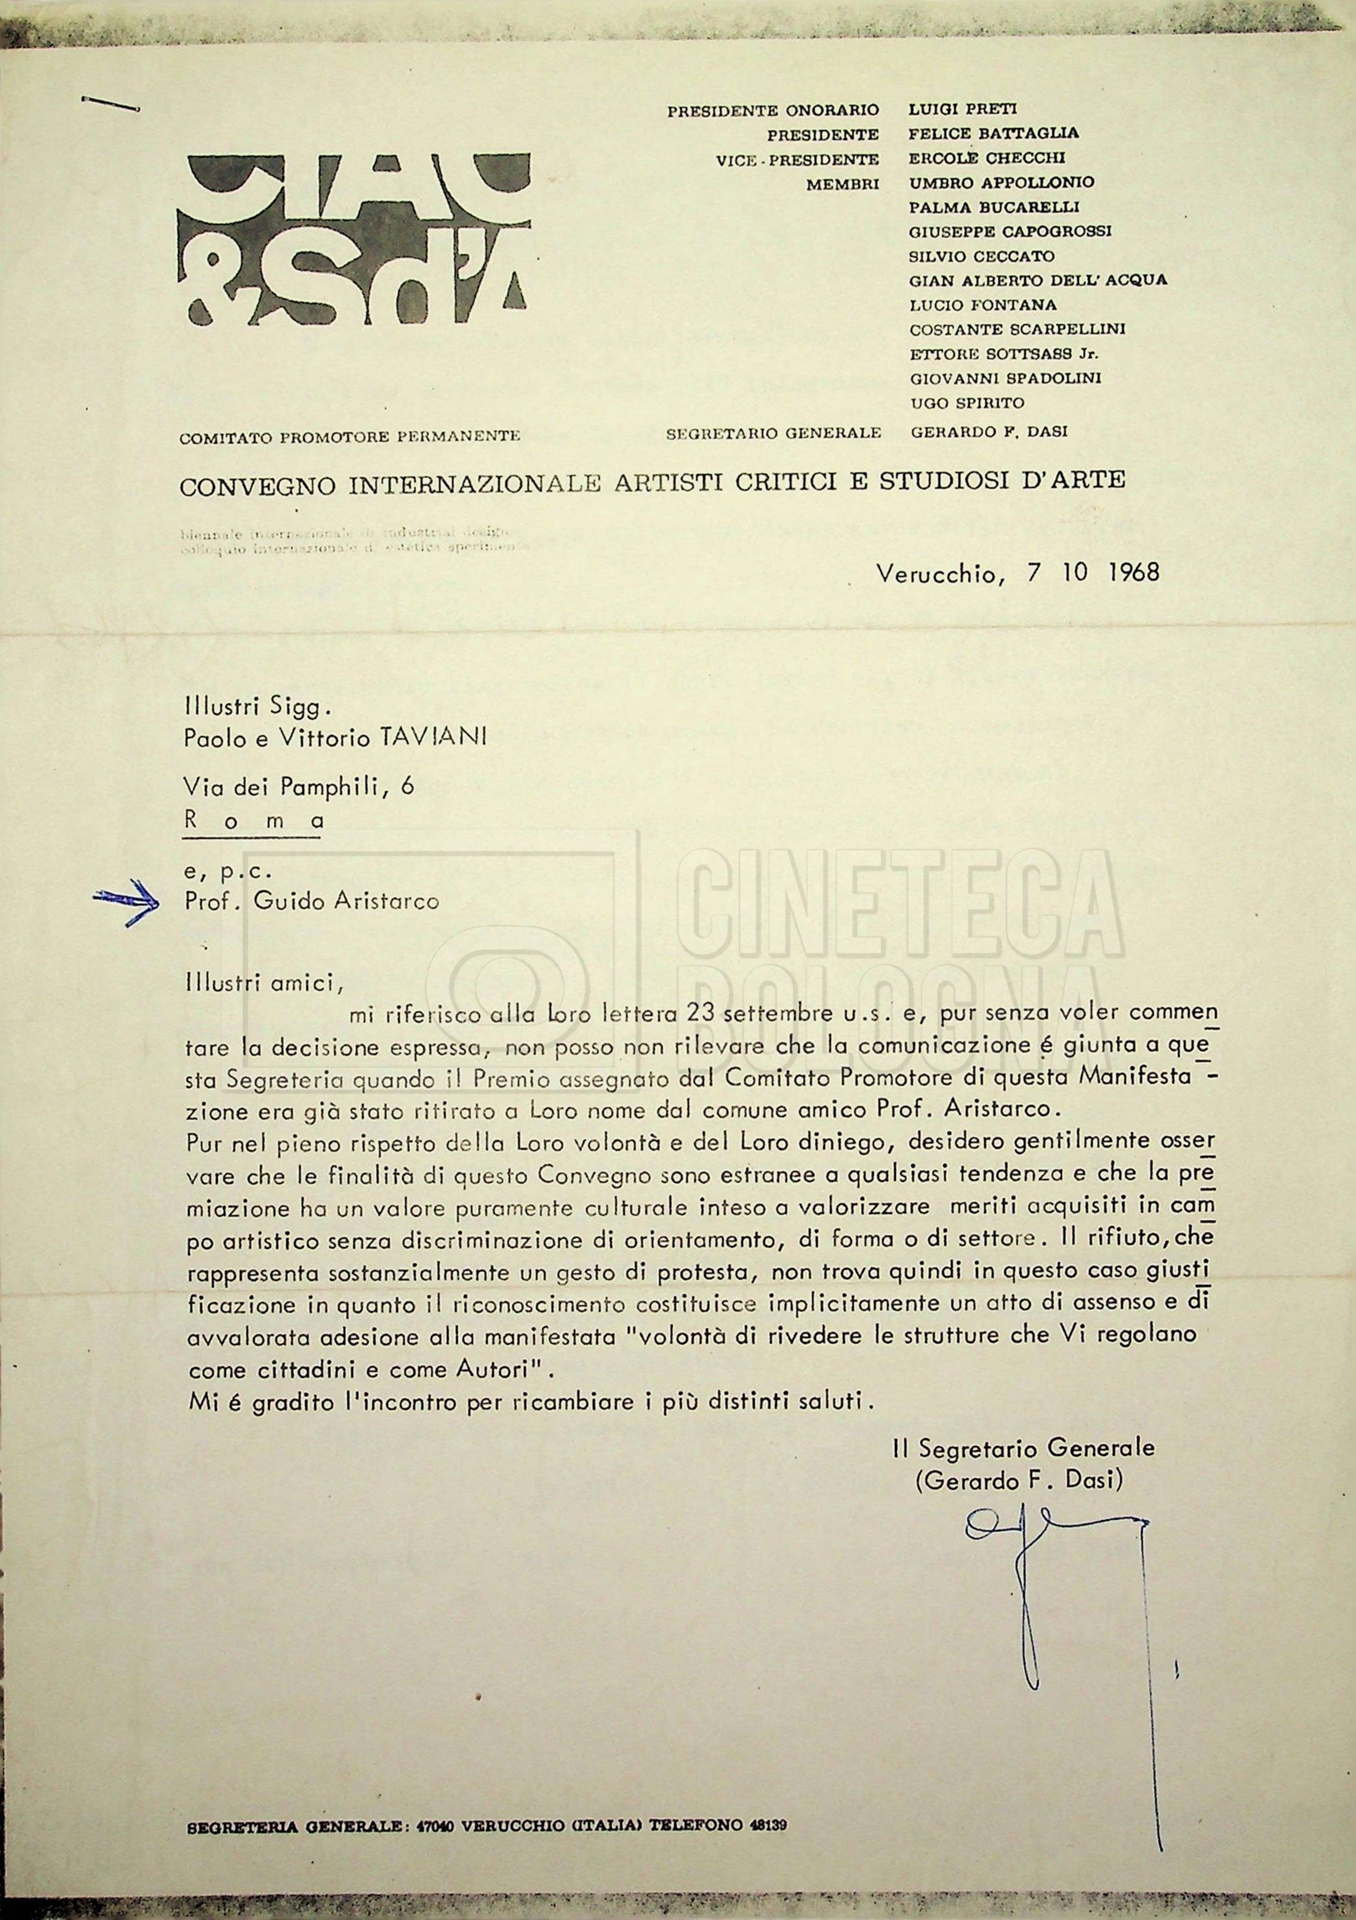 CIAC
&Sd'A
PRESIDENTE ONORARIO LUIGI PRETI
PRESIDENTE FELICE BATTAGLIA
VICE-PRESIDENTE ERCOLE CHECCHI
MEMBRI UMBRO APPOLLONIO
PALMA BUCARELLI
GIUSEPPE CAPOGROSSI
SILVIO CECCATO
GIAN ALBERTO DELL'ACQUA
LUCIO FONTANA
COSTANTE SCARPELLINI
ETTORE SOTTSASS Jr.
GIOVANNI SPADOLINI
UGO SPIRITO
COMITATO PROMOTORE PERMANENTE SEGRETARIO GENERALE GERARDO F. DASI
CONVEGNO INTERNAZIONALE ARTISTI CRITICI E STUDIOSI D'ARTE
biennale internazionale di industrial design
colloquio internazionale di estetica
Verucchio, 7 10 1968
Illustri Sigg.
Paolo e Vittorio TAVIANI
Via dei Pamphili, 6
R o m a
e, p.c.
Prof. Guido Aristarco
CINETECA
BOLOGNA
Illustri amici,
mi riferisco alla Loro lettera 23 settembre u.s. e, pur senza voler commen
tare la decisione espressa, non posso non rilevare che la comunicazione é giunta a que
sta Segreteria quando il Premio assegnato dal Comitato Promotore di questa Manifesta -
zione era già stato ritirato a Loro nome dal comune amico Prof. Aristarco.
Pur nel pieno rispetto della Loro volontà e del Loro diniego, desidero gentilmente osser
vare che le finalità di questo Convegno sono estranee a qualsiasi tendenza e che la pre
miazione ha un valore puramente culturale inteso a valorizzare meriti acquisiti in cam
po artistico senza discriminazione di orientamento, di forma o di settore. Il rifiuto,che
rappresenta sostanzialmente un gesto di protesta, non trova quindi in questo caso giusti
ficazione in quanto il riconoscimento costituisce implicitamente un atto di assenso e di
avvalorata adesione alla manifestata "volontà di rivedere le strutture che Vi regolano
come cittadini e come Autori".
Mi é gradito l'incontro per ricambiare i più distinti saluti.
Il Segretario Generale
(Gerardo F. Dasi)
SEGRETERIA GENERALE: 47040 VERUCCHIO (ITALIA) TELEFONO 48139